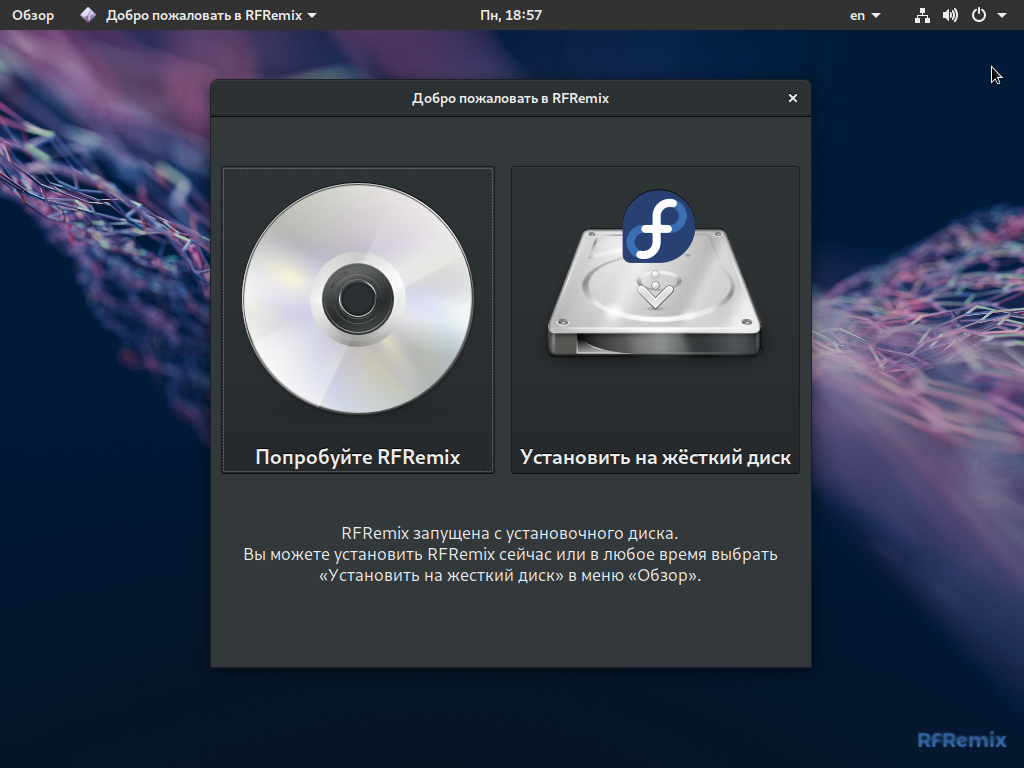 Обзор Добро пожаловать в RFRemix Пн, 18:57 en
Добро пожаловать в RFRemix
Попробуйте RFRemix Установить на жёсткий диск
RFRemix запущена с установочного диска.
Вы можете установить RFRemix сейчас или в любое время выбрать
«Установить на жесткий диск» в меню «Обзор».
RFRemix